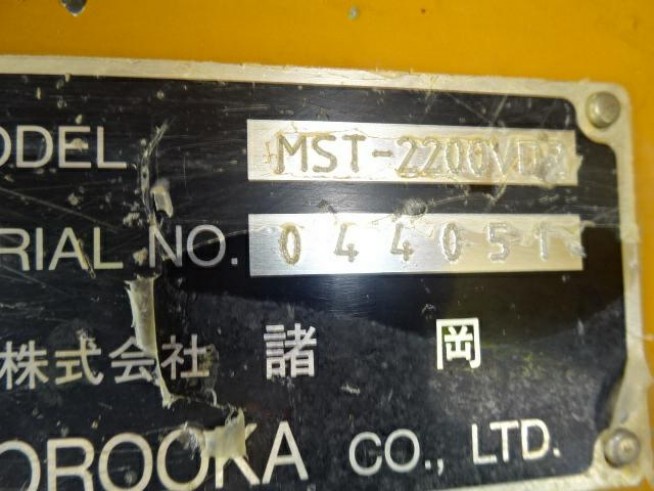 ODEL MST-2200VD
RIAL NO. 044051
株式会社 諸岡
OROOKA CO., LTD.